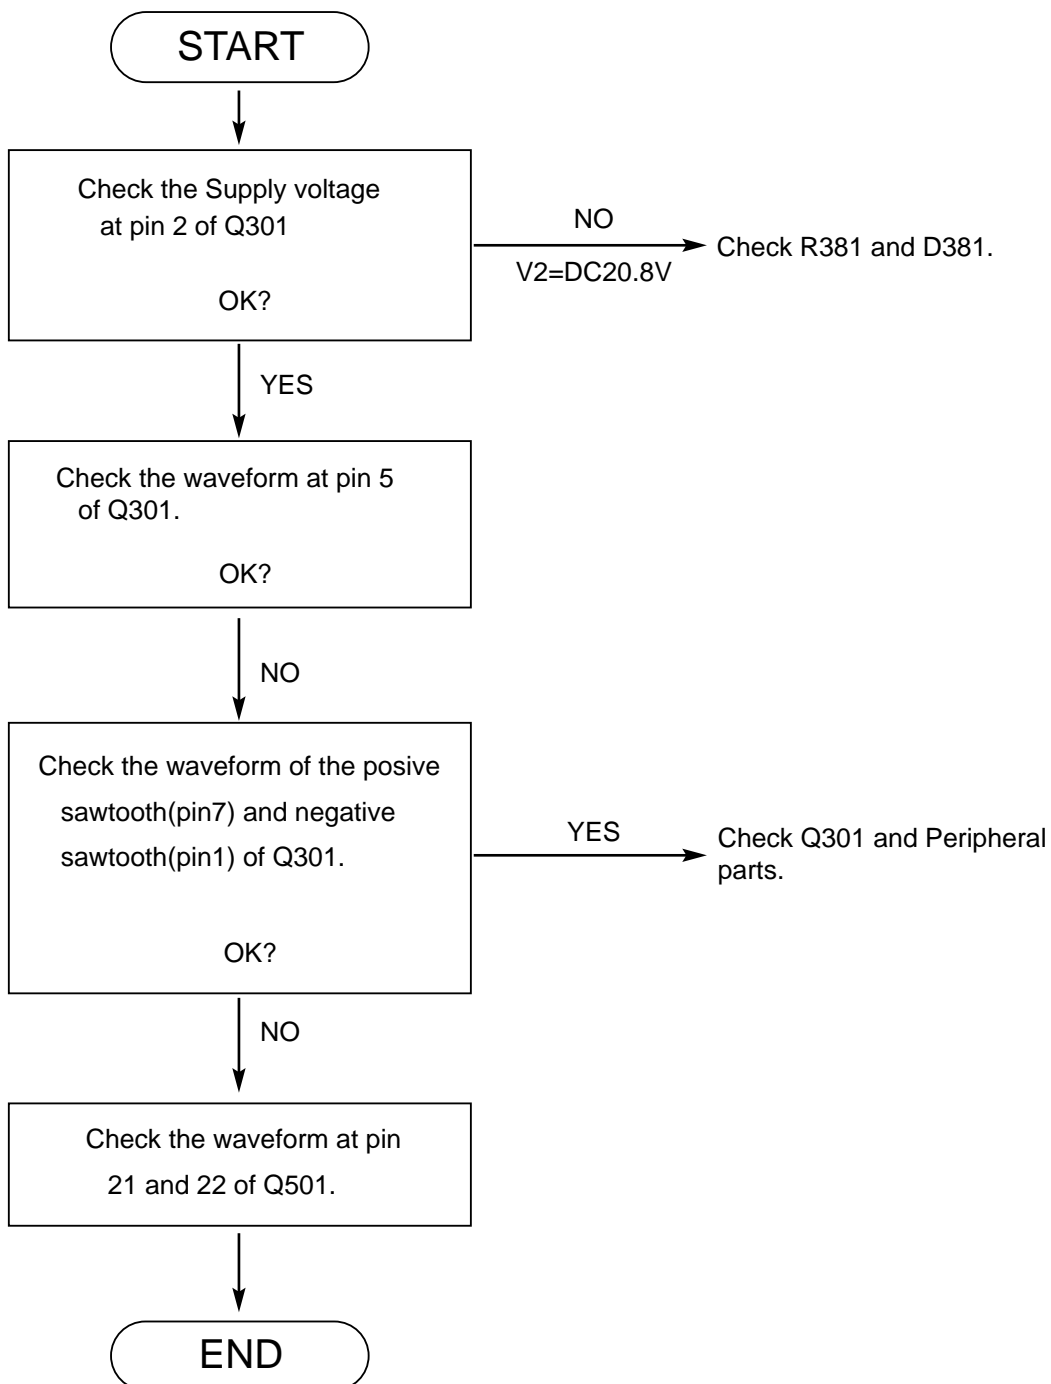 START
Check the Supply voltage
at pin 2 of Q301
OK?
NO
V2=DC20.8V
Check R381 and D381.
YES
Check the waveform at pin 5
of Q301.
OK?
NO
Check the waveform of the posive
sawtooth(pin7) and negative
sawtooth(pin1) of Q301.
OK?
YES
Check Q301 and Peripheral
parts.
NO
Check the waveform at pin
21 and 22 of Q501.
END